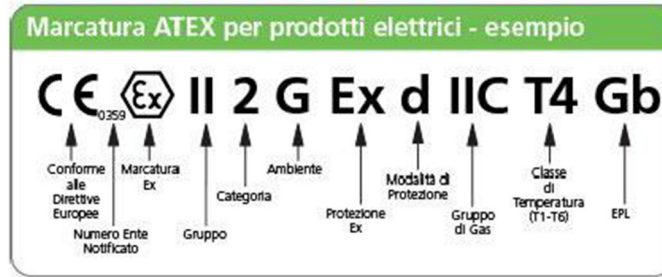 Marcatura ATEX per prodotti elettrici - esempio
CE 0359 Ex II 2 G Ex d IIC T4 Gb
Conforme
alle
Direttive
Europee
Numero Ente
Notificato
Marcatura
Ex
Gruppo
Categoria
Ambiente
Protezione
Ex
Modalità di
Protezione
Gruppo
di Gas
Classe
di
Temperatura
(T1-T6)
EPL